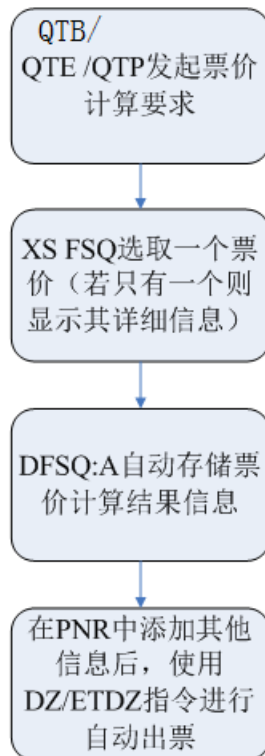 QTB/
QTE /QTP发起票价
计算要求
XS FSQ选取一个票
价（若只有一个则
显示其详细信息）
DFSQ:A自动存储票
价计算结果信息
在PNR中添加其他
信息后，使用
DZ/ETDZ指令进行
自动出票